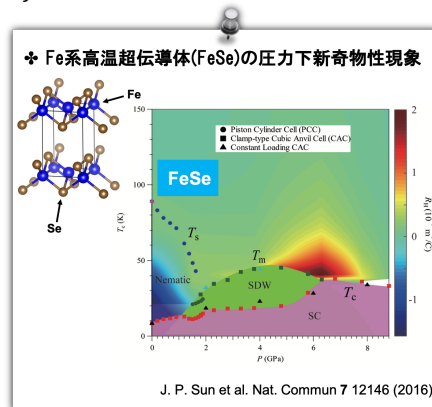 ✤ Fe系高温超伝導体(FeSe)の圧力下新奇物性現象
Fe
Se
150
100
50
0
T_c (K)
● Piston Cylinder Cell (PCC)
■ Clamp-type Cubic Anvil Cell (CAC)
▲ Constant Loading CAC
FeSe
T_s
T_m
Nematic
SDW
T_c
SC
0
2
4
6
8
P (GPa)
2
1
0
-1
J. P. Sun et al. Nat. Commun 7 12146 (2016)